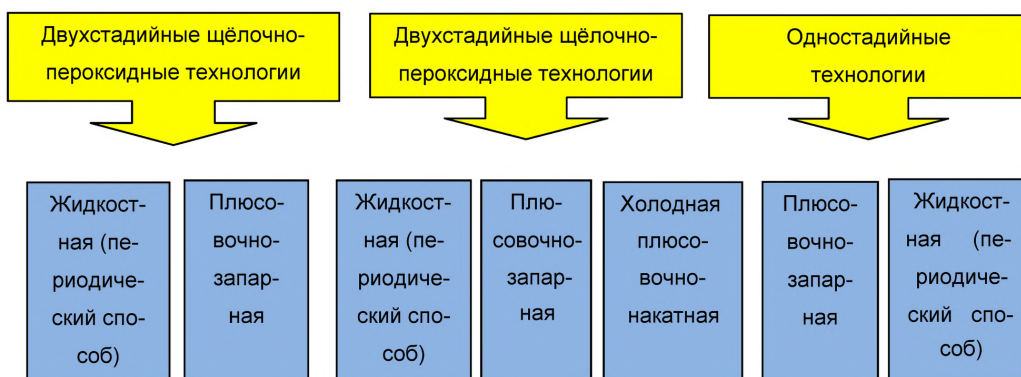 Двухстадийные щёлочно-
пероксидные технологии
Двухстадийные щёлочно-
пероксидные технологии
Одностадийные
технологии
Жидкост-
ная (пе-
риодиче-
ский спо-
соб)
Плюсо-
вочно-
запар-
ная
Жидкост-
ная (пе-
риодиче-
ский спо-
соб)
Плю-
совочно-
запар-
ная
Холодная
плюсо-
вочно-
накатная
Плюсо-
вочно-
запар-
ная
Жидкост-
ная (пе-
риодиче-
ский спо-
соб)